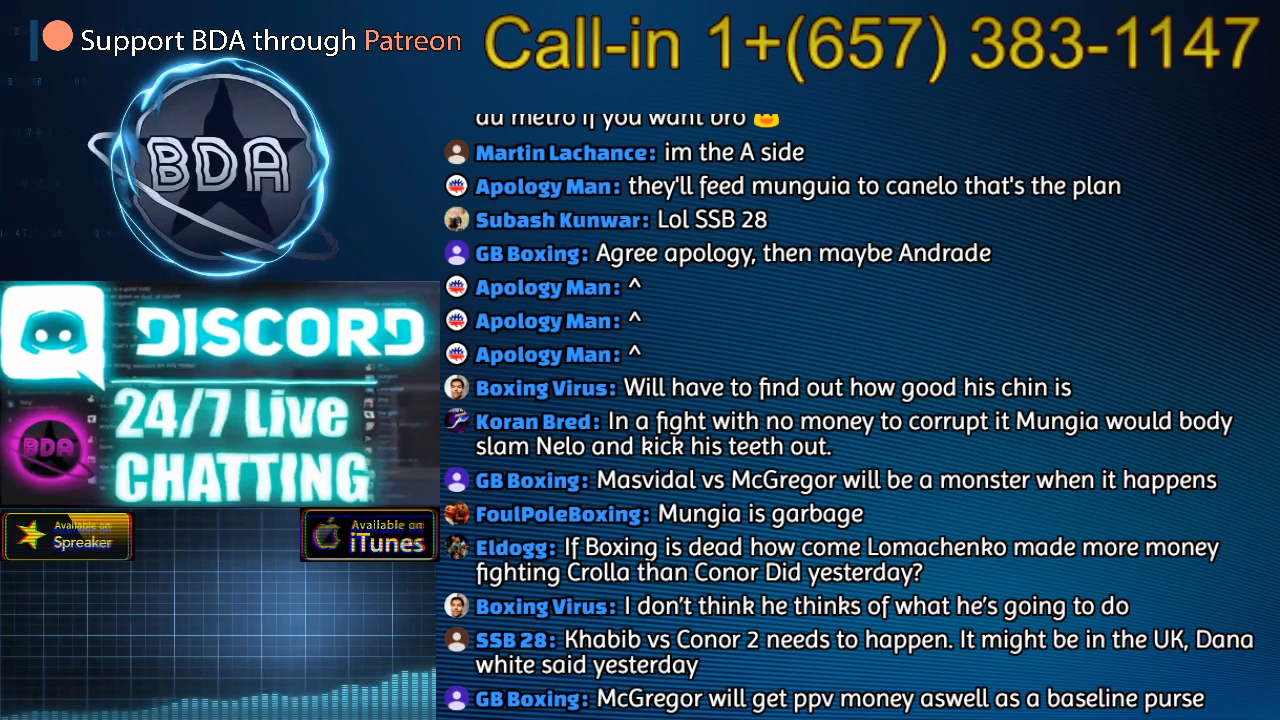 Support BDA through Patreon
Call-in 1+(657) 383-1147
BDA
DISCORD
24/7 Live
CHATTING
BDA
Available on
Spreaker
Available on
iTunes
du metro if you want bro
Martin Lachance: im the A side
Apology Man: they'll feed munguia to canelo that's the plan
Subash Kunwar: Lol SSB 28
GB Boxing: Agree apology, then maybe Andrade
Apology Man: ^
Apology Man: ^
Apology Man: ^
Boxing Virus: Will have to find out how good his chin is
Koran Bred: In a fight with no money to corrupt it Mungia would body
slam Nelo and kick his teeth out.
GB Boxing: Masvidal vs McGregor will be a monster when it happens
FoulPoleBoxing: Mungia is garbage
Eldogg: If Boxing is dead how come Lomachenko made more money
fighting Crolla than Conor Did yesterday?
Boxing Virus: I don't think he thinks of what he's going to do
SSB 28: Khabib vs Conor 2 needs to happen. It might be in the UK, Dana
white said yesterday
GB Boxing: McGregor will get ppv money aswell as a baseline purse